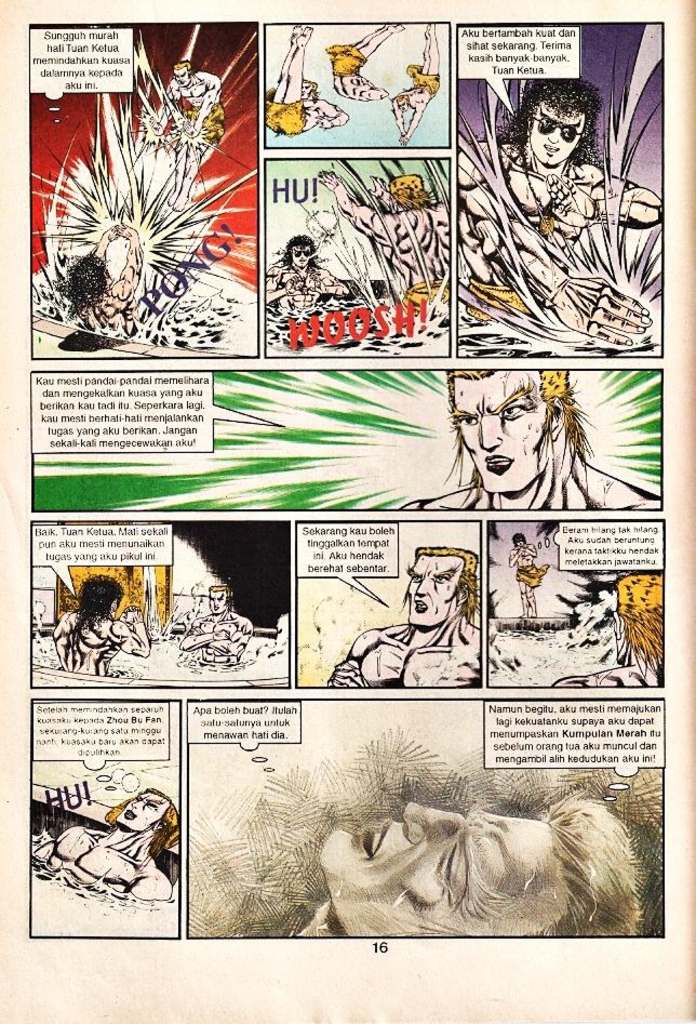 Sungguh murah
hati Tuan Ketua
memindahkan kuasa
dalamnya kepada
aku ini.
PONG!
HU!
WOOSH!
Aku bertambah kuat dan
sihat sekarang. Terima
kasih banyak-banyak,
Tuan Ketua.
Kau mesti pandai-pandai memelihara
dan mengekalkan kuasa yang aku
berikan kau tadi itu. Seperkara lagi,
kau mesti berhati-hati menjalankan
tugas yang aku berikan. Jangan
sekali-kali mengecewakan aku!
Baik, Tuan Ketua. Mati sekali
pun aku mesti menunaikan
tugas yang aku pikul ini.
Sekarang kau boleh
tinggalkan tempat
ini. Aku hendak
berehat sebentar.
Geram hilang tak hilang.
Sudah beruntung
kerana taktikku hendak
meletakkan jawatanku.
Setelah memindahkan separuh
kuasaku kepada Zhou Bu Fan,
sekurang-kurang satu minggu
nanti, kuasaku baru akan dapat
dipulihkan.
HU!
Apa boleh buat? Itulah
satu-satunya untuk
menawan hati dia.
Namun begitu, aku mesti memajukan
lagi kekuatanku supaya aku dapat
menumpaskan Kumpulan Merah itu
sebelum orang tua aku muncul dan
mengambil alih kedudukan aku ini!
16